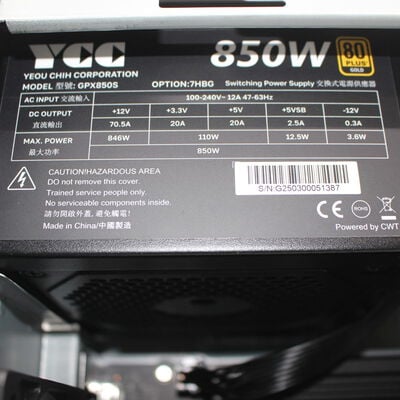 YCC 850W 80 PLUS GOLD
YEOU CHIH CORPORATION
MODEL 型號: GPX850S OPTION:7HBG Switching Power Supply 交換式電源供應器
AC INPUT 交流輸入 100-240V~ 12A 47-63Hz
DC OUTPUT +12V +3.3V +5V +5VSB -12V
直流輸出 70.5A 20A 20A 2.5A 0.3A
MAX. POWER 846W 110W 12.5W 3.6W
最大功率 850W
CAUTION!/HAZARDOUS AREA
DO not remove this cover.
Trained service people only.
No serviceable components inside.
請勿開啟外蓋,避免觸電!
Made in China/中國製造
S/N:G250300051387
CE RoHS
Powered by CWT